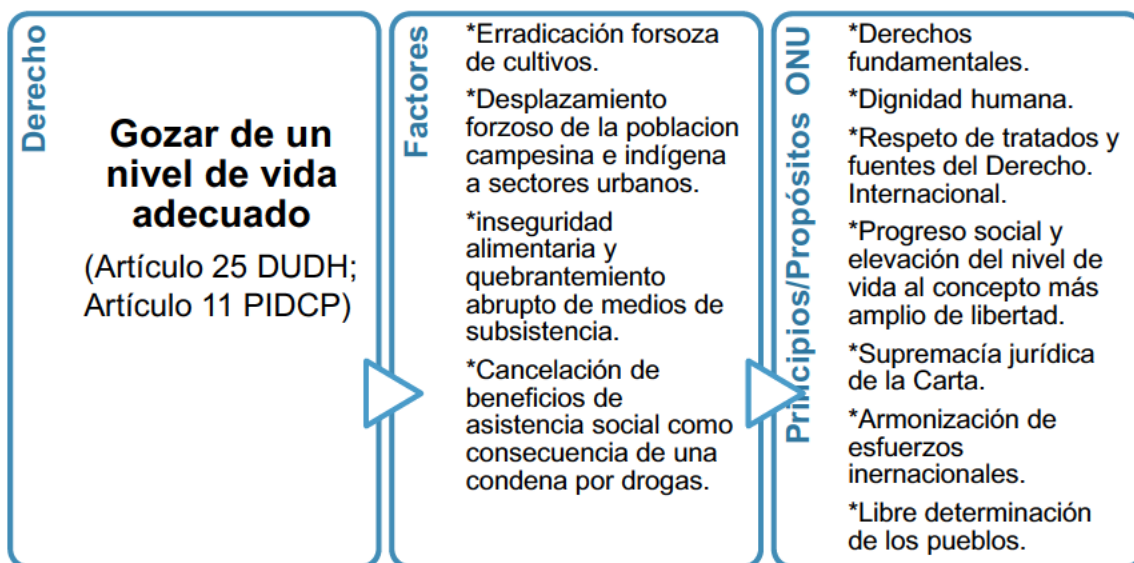 Derecho
Gozar de un
nivel de vida
adecuado
(Artículo 25 DUDH;
Artículo 11 PIDCP)
Factores
*Erradicación forsoza
de cultivos.
*Desplazamiento
forzoso de la poblacion
campesina e indígena
a sectores urbanos.
*inseguridad
alimentaria y
quebrantemiento
abrupto de medios de
subsistencia.
*Cancelación de
beneficios de
asistencia social como
consecuencia de una
condena por drogas.
Principios/Propósitos ONU
*Derechos
fundamentales.
*Dignidad humana.
*Respeto de tratados y
fuentes del Derecho.
Internacional.
*Progreso social y
elevación del nivel de
vida al concepto más
amplio de libertad.
*Supremacía jurídica
de la Carta.
*Armonización de
esfuerzos
inernacionales.
*Libre determinación
de los pueblos.